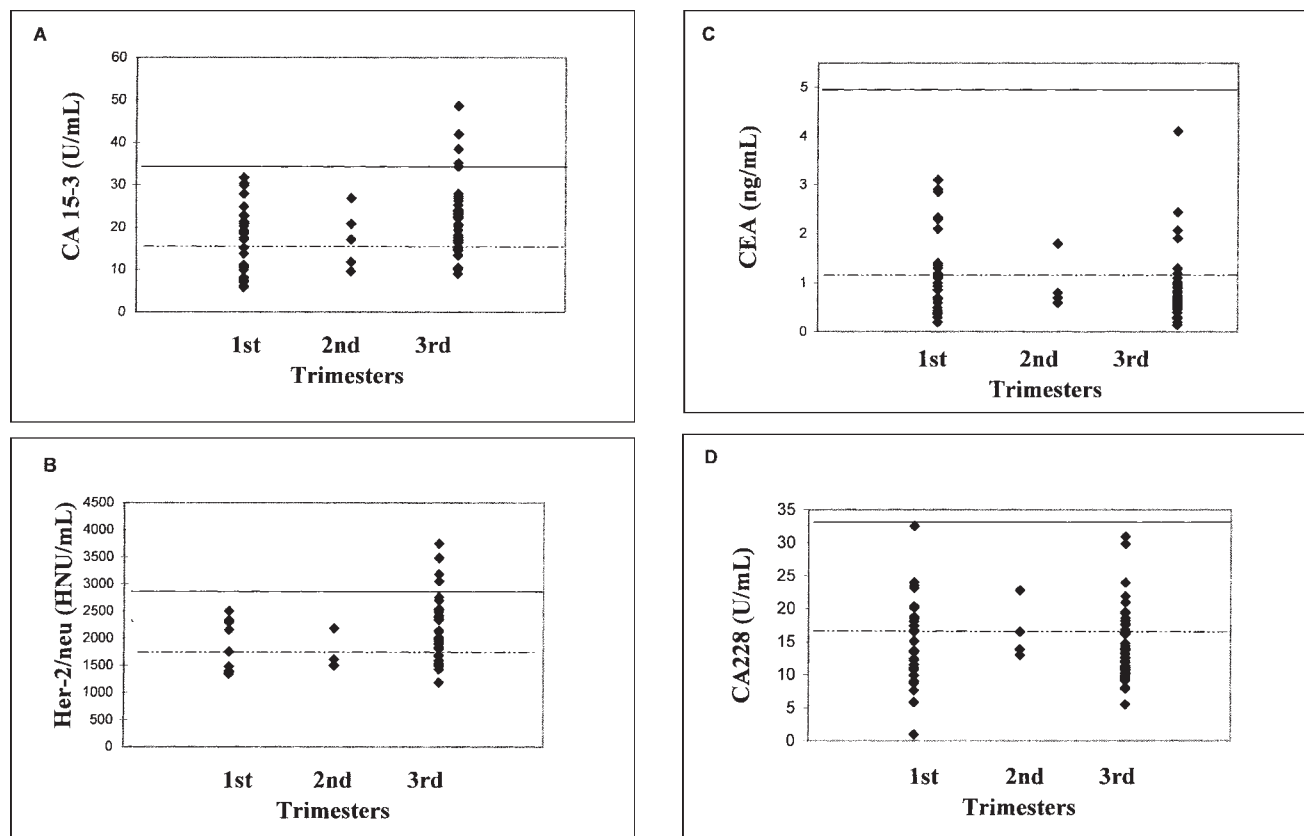 A
CA 15-3 (U/mL)
60
50
40
30
20
10
0
1st 2nd 3rd
Trimesters
C
CEA (ng/mL)
5
4
3
2
1
0
1st 2nd 3rd
Trimesters
B
Her-2/neu (HNU/mL)
4500
4000
3500
3000
2500
2000
1500
1000
500
0
1st 2nd 3rd
Trimesters
D
CA228 (U/mL)
35
30
25
20
15
10
5
0
1st 2nd 3rd
Trimesters